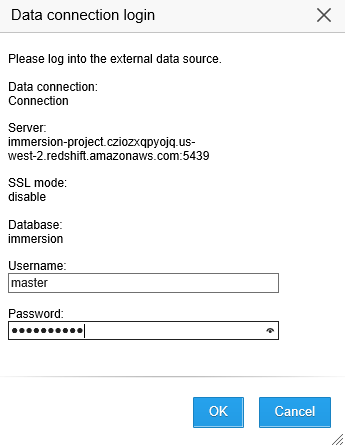 Data connection login
Please log into the external data source.
Data connection:
Connection
Server:
immersion-project.cziozxqpyojq.us-
west-2.redshift.amazonaws.com:5439
SSL mode:
disable
Database:
immersion
Username:
master
Password:
●●●●●●●●●●
OK Cancel